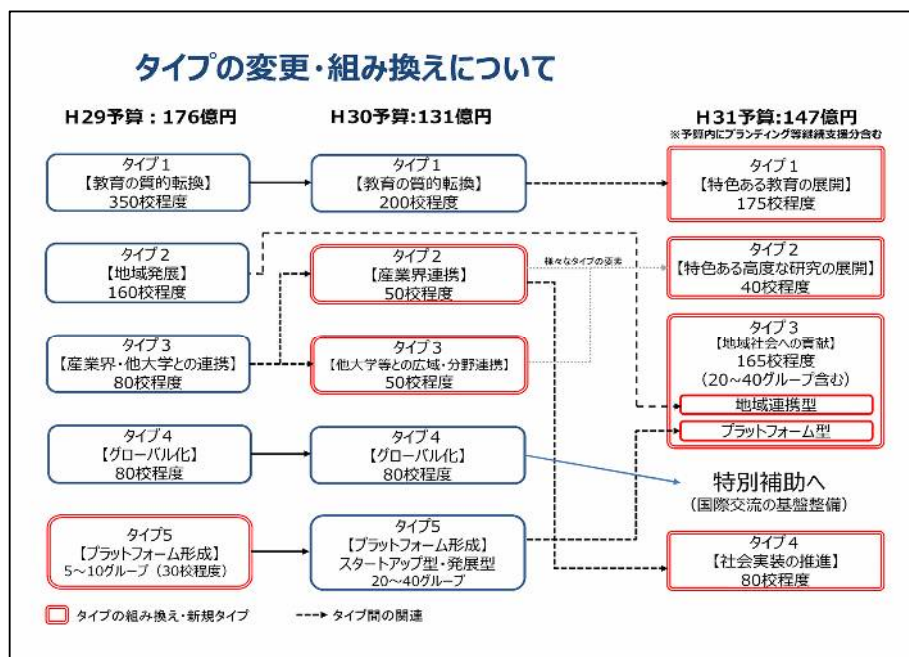 タイプの変更・組み換えについて
H29予算：176億円
H30予算:131億円
H31予算:147億円
※予算内にブランディング等継続支援分含む
タイプ1
【教育の質的転換】
350校程度
タイプ1
【教育の質的転換】
200校程度
タイプ1
【特色ある教育の展開】
175校程度
タイプ2
【地域発展】
160校程度
タイプ2
【産業界連携】
50校程度
様々なタイプの要素
タイプ2
【特色ある高度な研究の展開】
40校程度
タイプ3
【産業界・他大学との連携】
80校程度
タイプ3
【他大学等との広域・分野連携】
50校程度
タイプ3
【地域社会への貢献】
165校程度
（20～40グループ含む）
地域連携型
プラットフォーム型
タイプ4
【グローバル化】
80校程度
タイプ4
【グローバル化】
80校程度
特別補助へ
（国際交流の基盤整備）
タイプ5
【プラットフォーム形成】
5～10グループ（30校程度）
タイプ5
【プラットフォーム形成】
スタートアップ型・発展型
20～40グループ
タイプ4
【社会実装の推進】
80校程度
タイプの組み換え・新規タイプ
タイプ間の関連